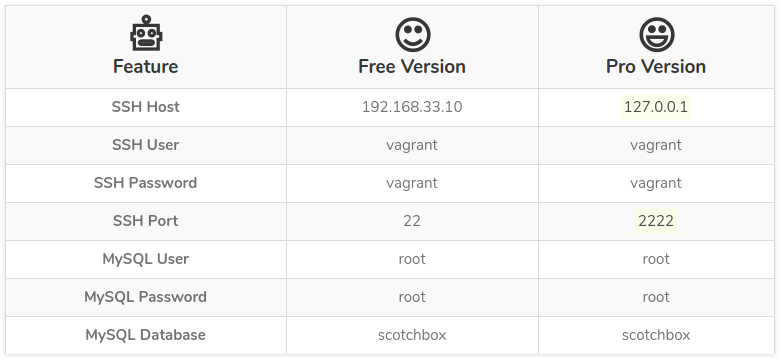 Feature Free Version Pro Version
SSH Host 192.168.33.10 127.0.0.1
SSH User vagrant vagrant
SSH Password vagrant vagrant
SSH Port 22 2222
MySQL User root root
MySQL Password root root
MySQL Database scotchbox scotchbox